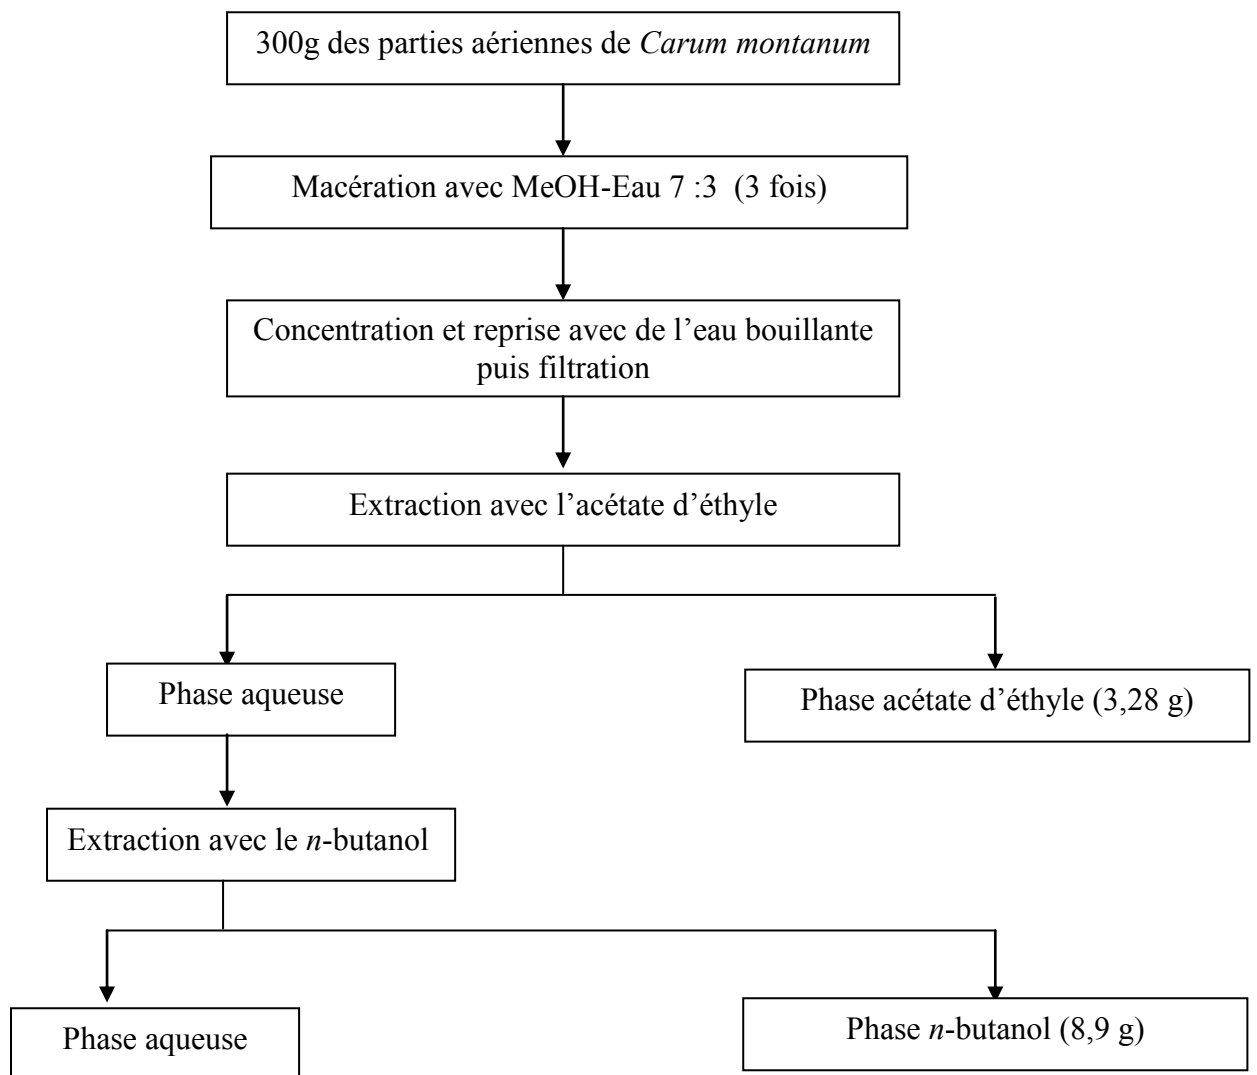 300g des parties aériennes de Carum montanum
Macération avec MeOH-Eau 7 :3  (3 fois)
Concentration et reprise avec de l’eau bouillante
puis filtration
Extraction avec l’acétate d’éthyle
Phase aqueuse
Phase acétate d’éthyle (3,28 g)
Extraction avec le n-butanol
Phase aqueuse
Phase n-butanol (8,9 g)